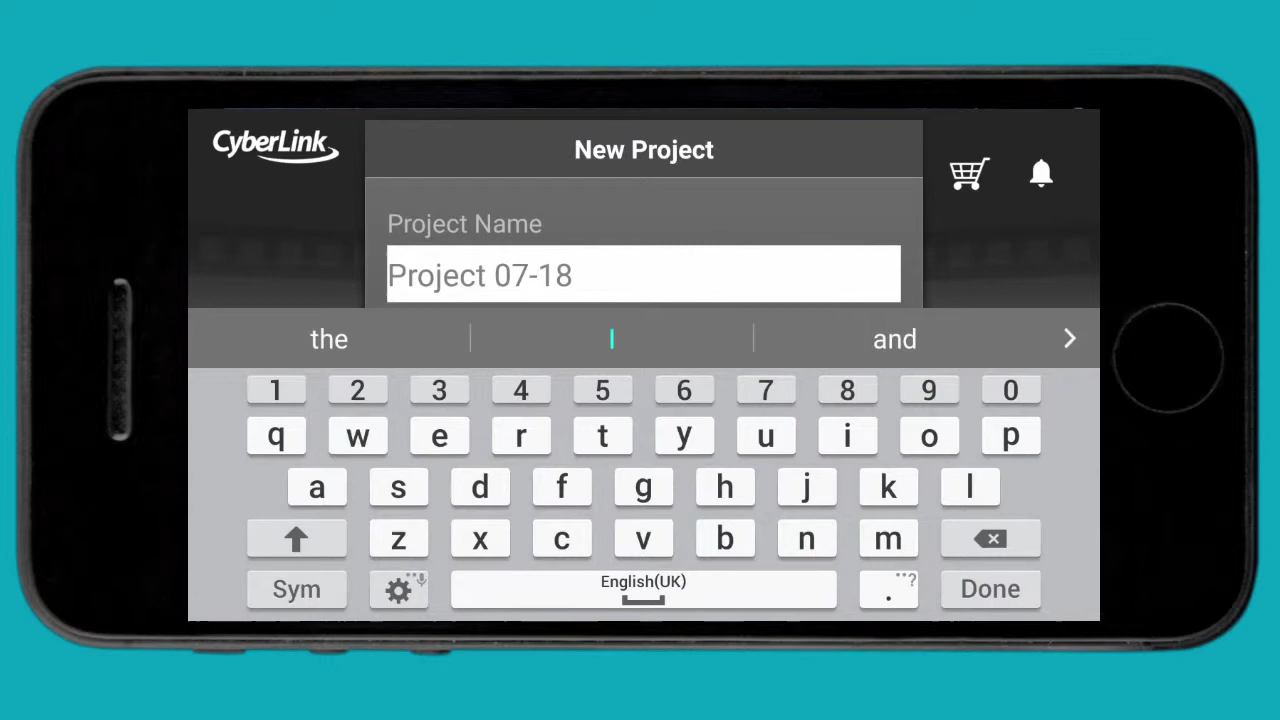 CyberLink
New Project
Project Name
Project 07-18
the I and
1 2 3 4 5 6 7 8 9 0
q w e r t y u i o p
a s d f g h j k l
z x c v b n m
Sym English(UK) . ? Done